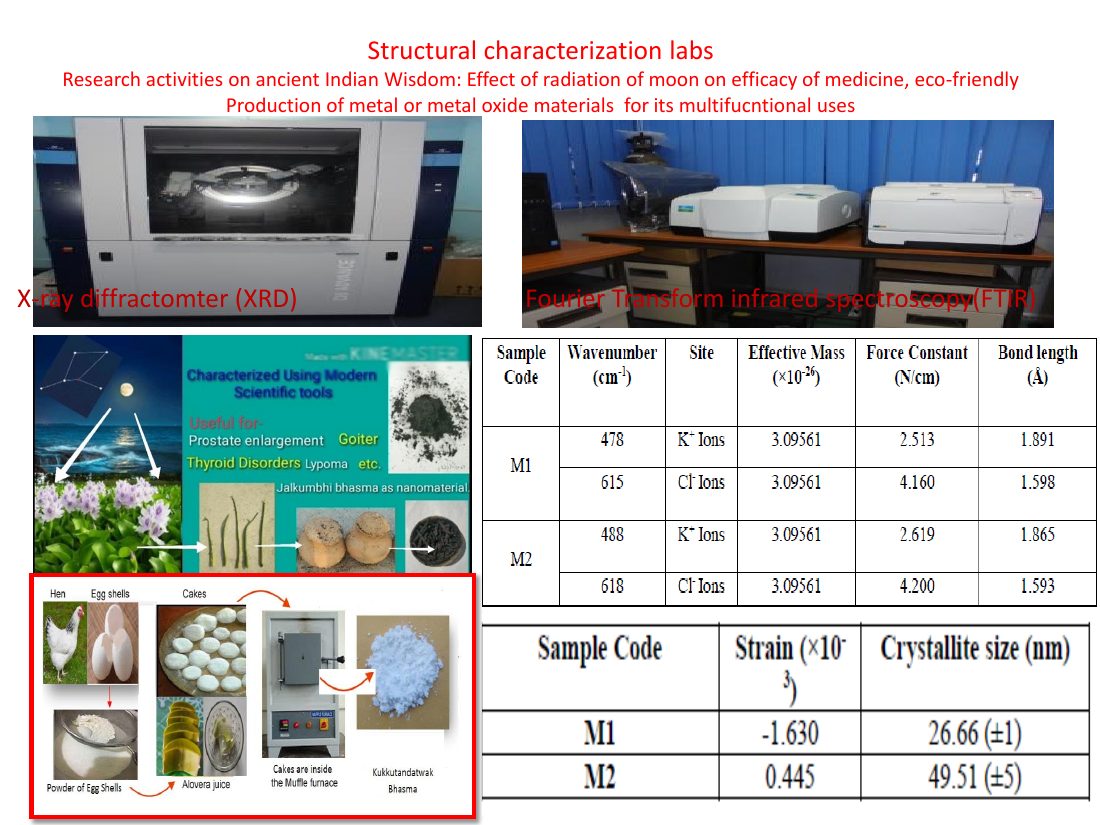 Structural characterization labs
Research activities on ancient Indian Wisdom: Effect of radiation of moon on efficacy of medicine, eco-friendly
Production of metal or metal oxide materials for its multifucntional uses
D8 ADVANCE
X-ray diffractomter (XRD)
Fourier Transform infrared spectroscopy(FTIR)
Made with KINEMASTER
Characterized Using Modern
Scientific tools
Useful for-
Prostate enlargement Goiter
Thyroid Disorders Lypoma etc.
Jalkumbhi bhasma as nanomaterial.
Sample Code Wavenumber (cm-1) Site Effective Mass (×10-26) Force Constant (N/cm) Bond length (Å)
M1 478 K+ Ions 3.09561 2.513 1.891
615 Cl- Ions 3.09561 4.160 1.598
M2 488 K+ Ions 3.09561 2.619 1.865
618 Cl- Ions 3.09561 4.200 1.593
Hen Egg shells Cakes
Powder of Egg Shells
Alovera juice
Cakes are inside
the Muffle furnace
Kukkutandatwak
Bhasma
Sample Code Strain (×10-3) Crystallite size (nm)
M1 -1.630 26.66 (±1)
M2 0.445 49.51 (±5)